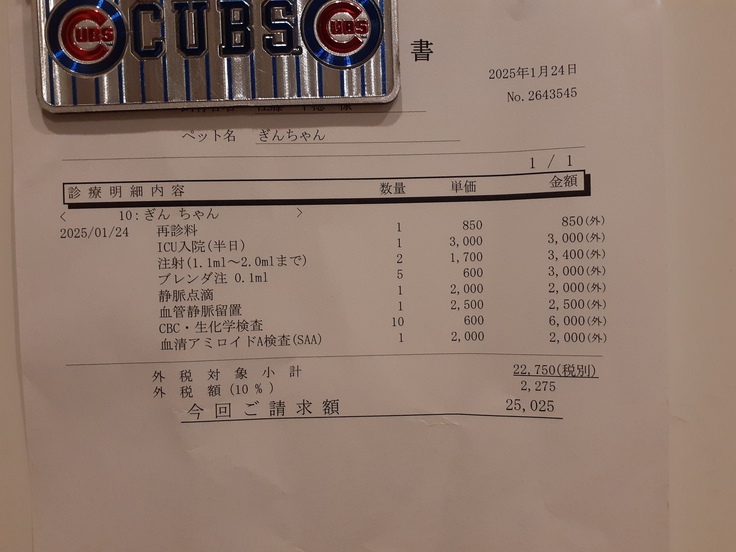 CUBS CUBS CUBS
書
2025年1月24日
No.2643545
ペット名 ぎんちゃん
1 / 1
診療明細内容 数量 単価 金額
< 10:ぎん ちゃん >
2025/01/24 再診料 1 850 850(外)
ICU入院(半日) 1 3,000 3,000(外)
注射(1.1ml~2.0mlまで) 2 1,700 3,400(外)
ブレンダ注 0.1ml 5 600 3,000(外)
静脈点滴 1 2,000 2,000(外)
血管静脈留置 1 2,500 2,500(外)
CBC・生化学検査 10 600 6,000(外)
血清アミロイドA検査(SAA) 1 2,000 2,000(外)
外税対象小計 22,750(税別)
外税額(10%) 2,275
今回ご請求額 25,025